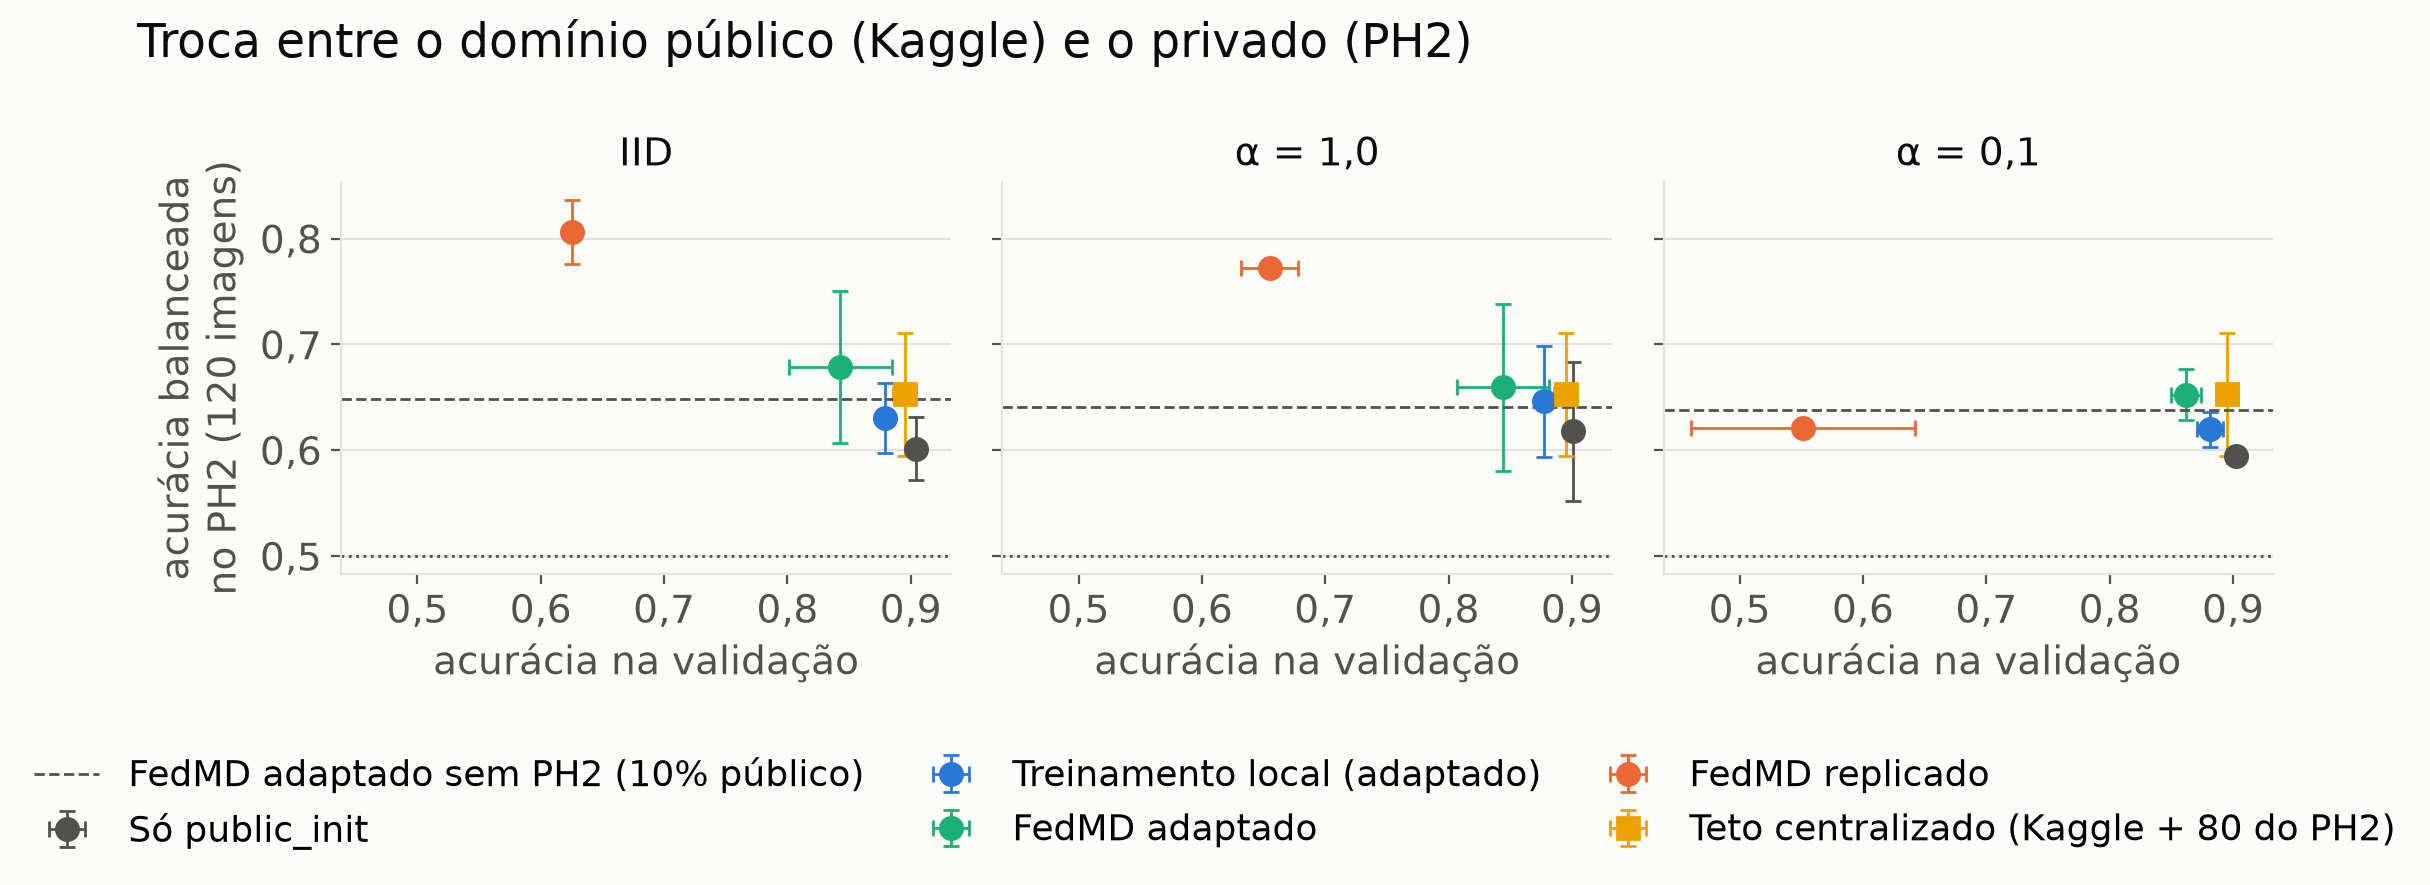 Troca entre o domínio público (Kaggle) e o privado (PH2)
IID
α = 1,0
α = 0,1
acurácia balanceada
no PH2 (120 imagens)
0,8
0,7
0,6
0,5
0,5 0,6 0,7 0,8 0,9
0,5 0,6 0,7 0,8 0,9
0,5 0,6 0,7 0,8 0,9
acurácia na validação
acurácia na validação
acurácia na validação
FedMD adaptado sem PH2 (10% público)
Só public_init
Treinamento local (adaptado)
FedMD adaptado
FedMD replicado
Teto centralizado (Kaggle + 80 do PH2)